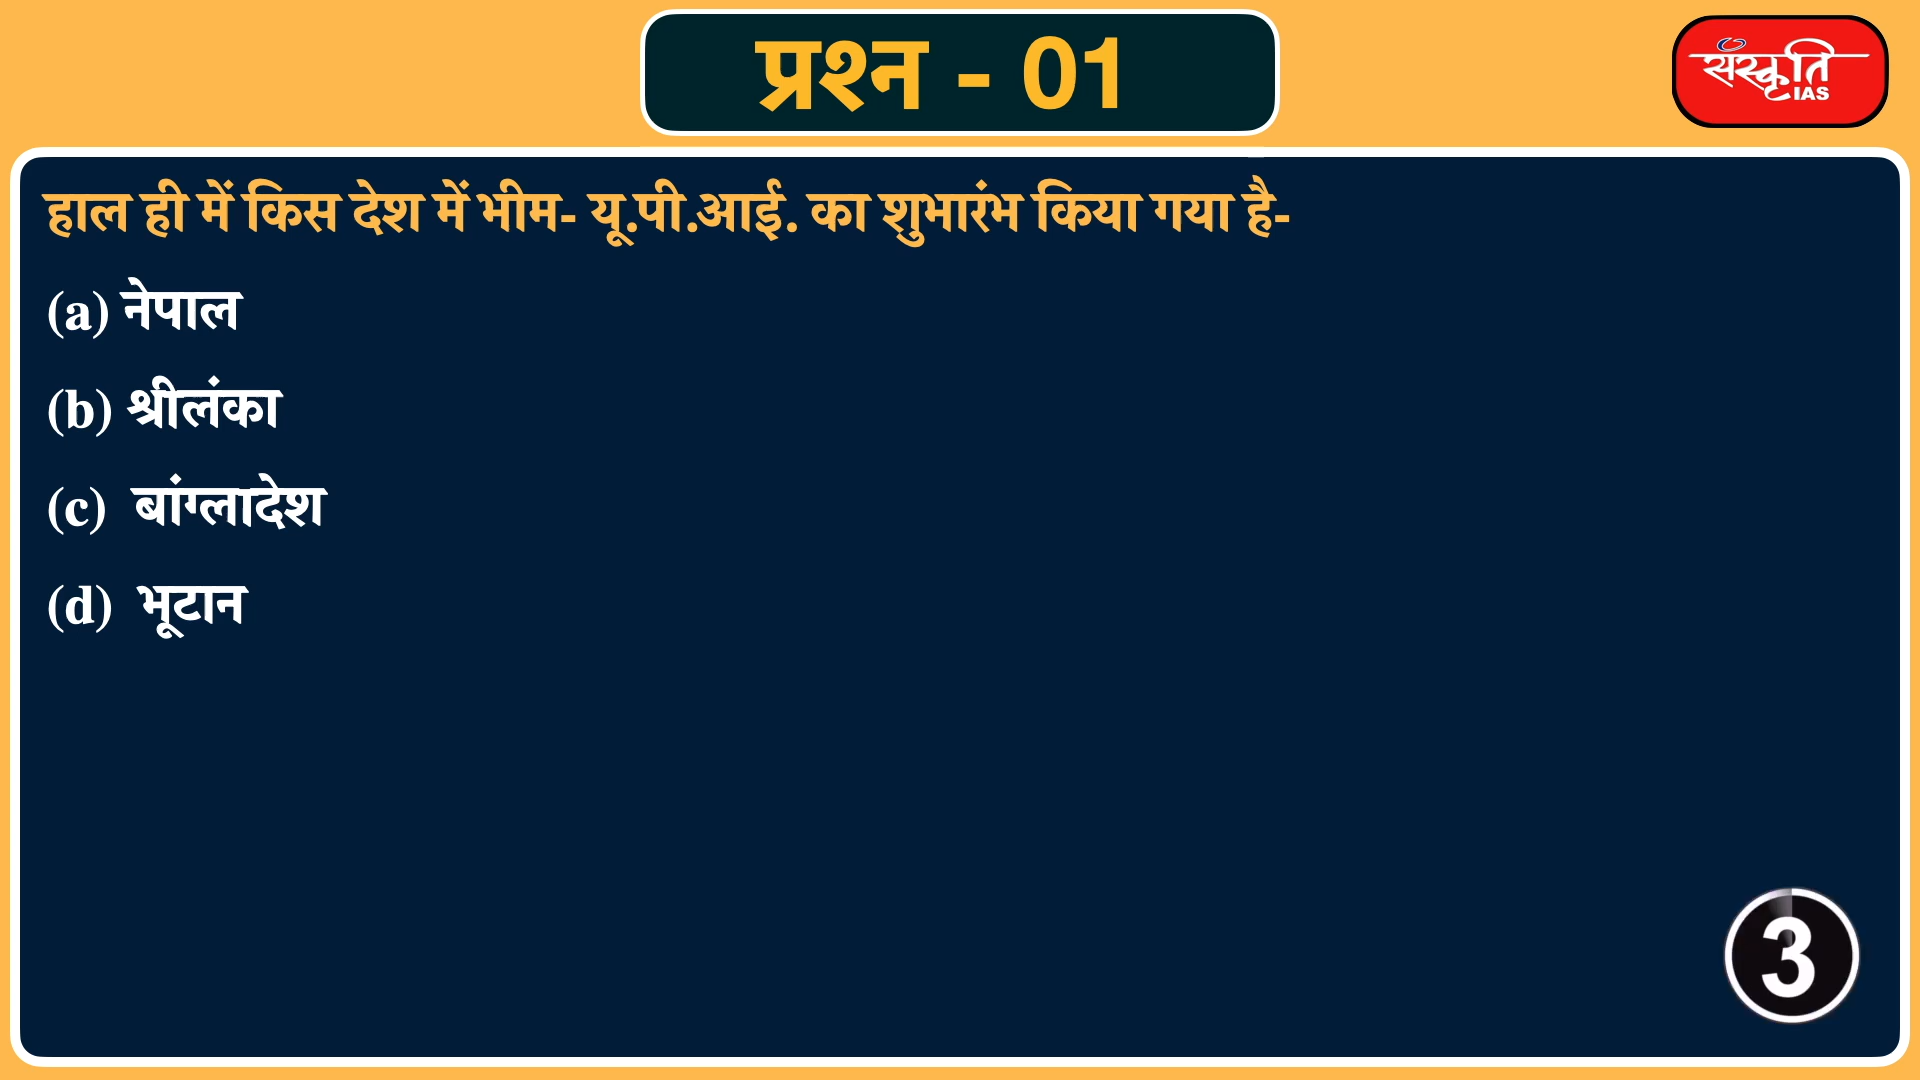 प्रश्न - 01
संस्कृति
IAS
हाल ही में किस देश में भीम- यू.पी.आई. का शुभारंभ किया गया है-
(a) नेपाल
(b) श्रीलंका
(c) बांग्लादेश
(d) भूटान
3